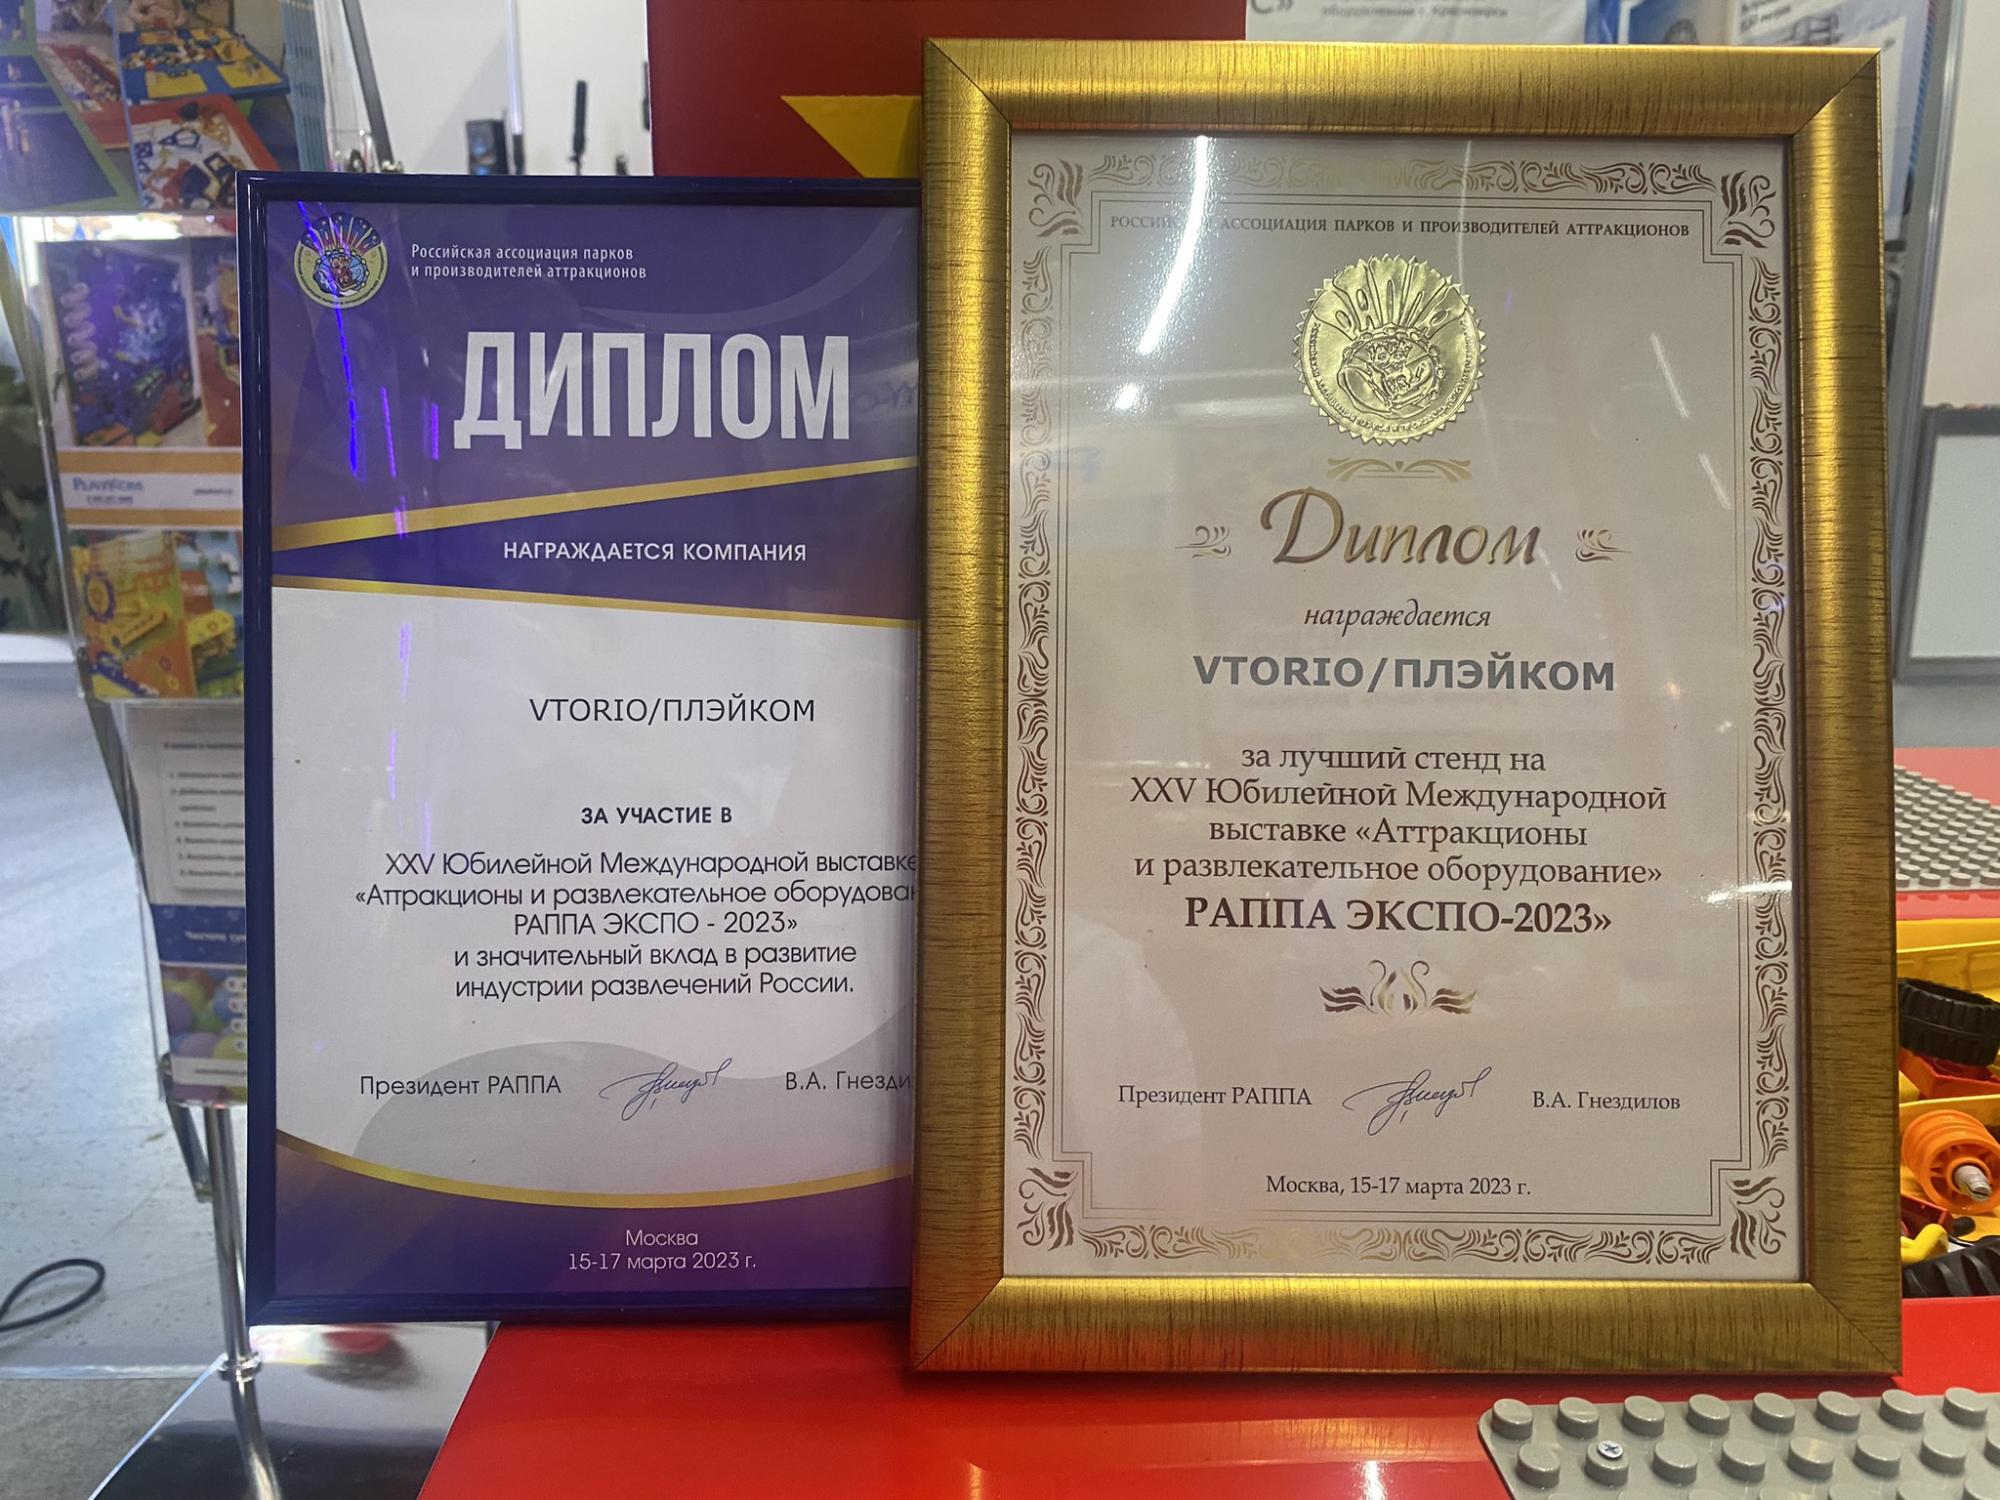 Российская ассоциация парков
и производителей аттракционов
ДИПЛОМ
НАГРАЖДАЕТСЯ КОМПАНИЯ
VTORIO/ПЛЭЙКОМ
ЗА УЧАСТИЕ В
XXV Юбилейной Международной выставке
«Аттракционы и развлекательное оборудован
РАППА ЭКСПО - 2023»
и значительный вклад в развитие
индустрии развлечений России.
Президент РАППА В.А. Гнезди
Москва
15-17 марта 2023 г.
АССОЦИАЦИЯ ПАРКОВ И ПРОИЗВОДИТЕЛЕЙ АТТРАКЦИОНОВ
РАППА
Диплом
награждается
VTORIO/ПЛЭЙКОМ
за лучший стенд на
XXV Юбилейной Международной
выставке «Аттракционы
и развлекательное оборудование»
РАППА ЭКСПО-2023»
Президент РАППА В.А. Гнездилов
Москва, 15-17 марта 2023 г.
PLAYKOM